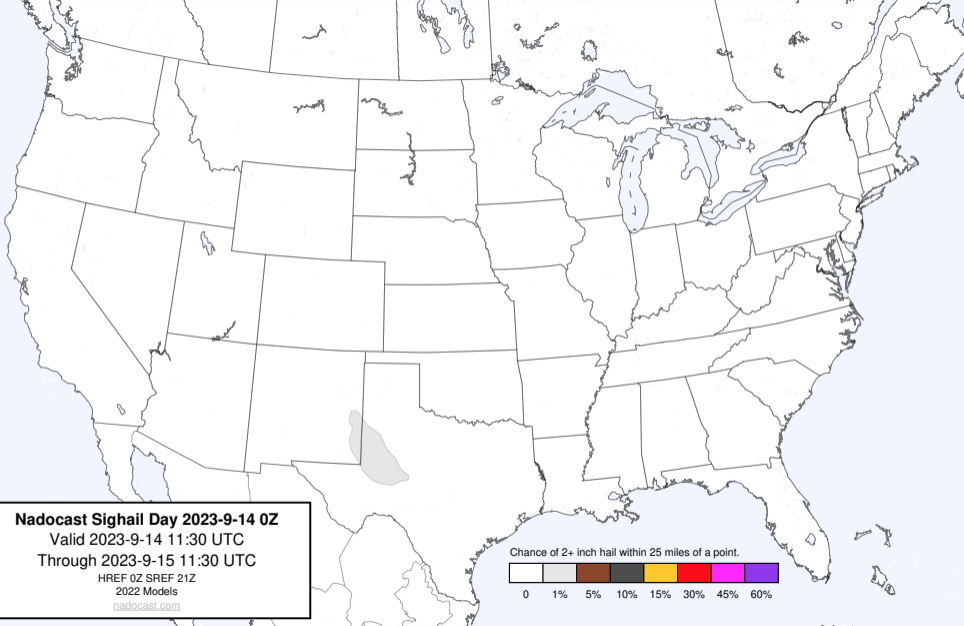 Nadocast Sighail Day 2023-9-14 0Z
Valid 2023-9-14 11:30 UTC
Through 2023-9-15 11:30 UTC
HREF 0Z SREF 21Z
2022 Models
nadocast.com
Chance of 2+ inch hail within 25 miles of a point.
0 1% 5% 10% 15% 30% 45% 60%